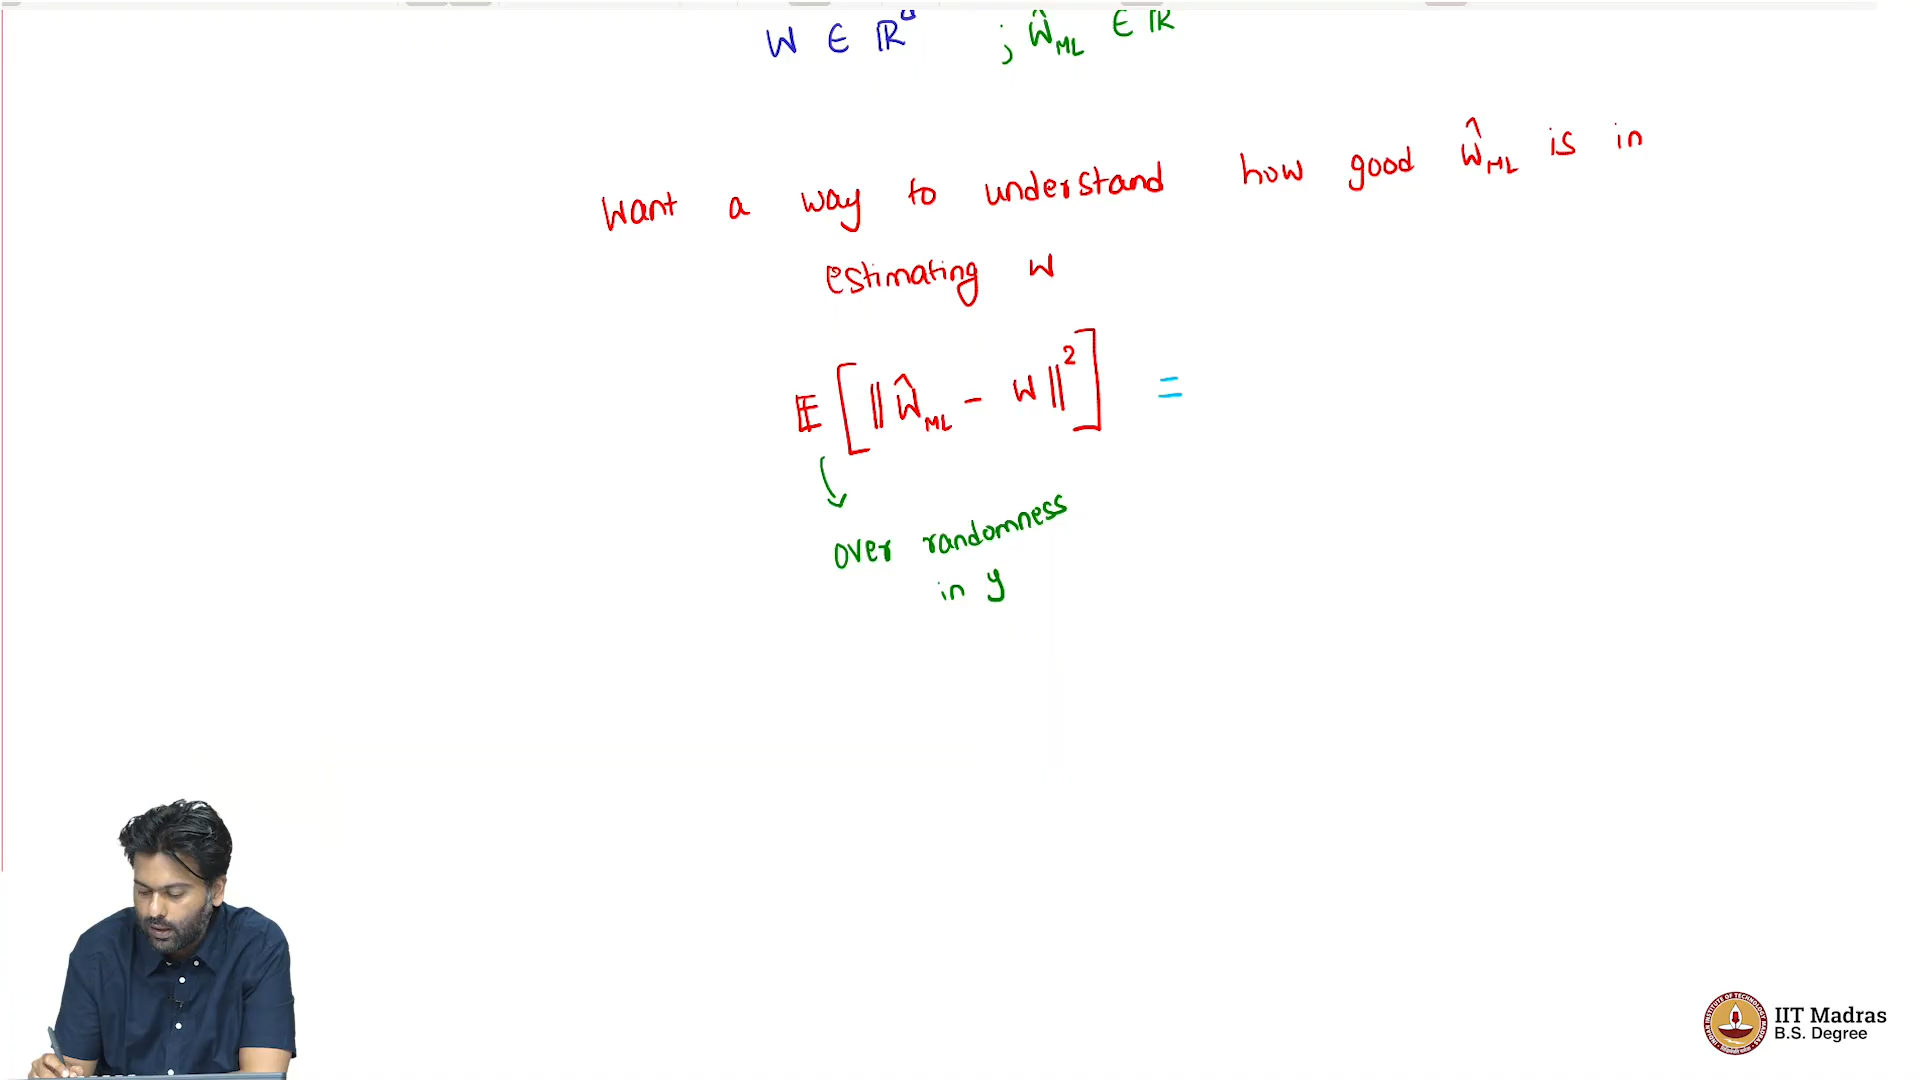 W ∈ ℝᵈ ; Ŵ_ML ∈ ℝ
Want a way to understand how good Ŵ_ML is in
estimating W
𝔼 [ || Ŵ_ML - W ||² ] =
over randomness
in y
IIT Madras
B.S. Degree